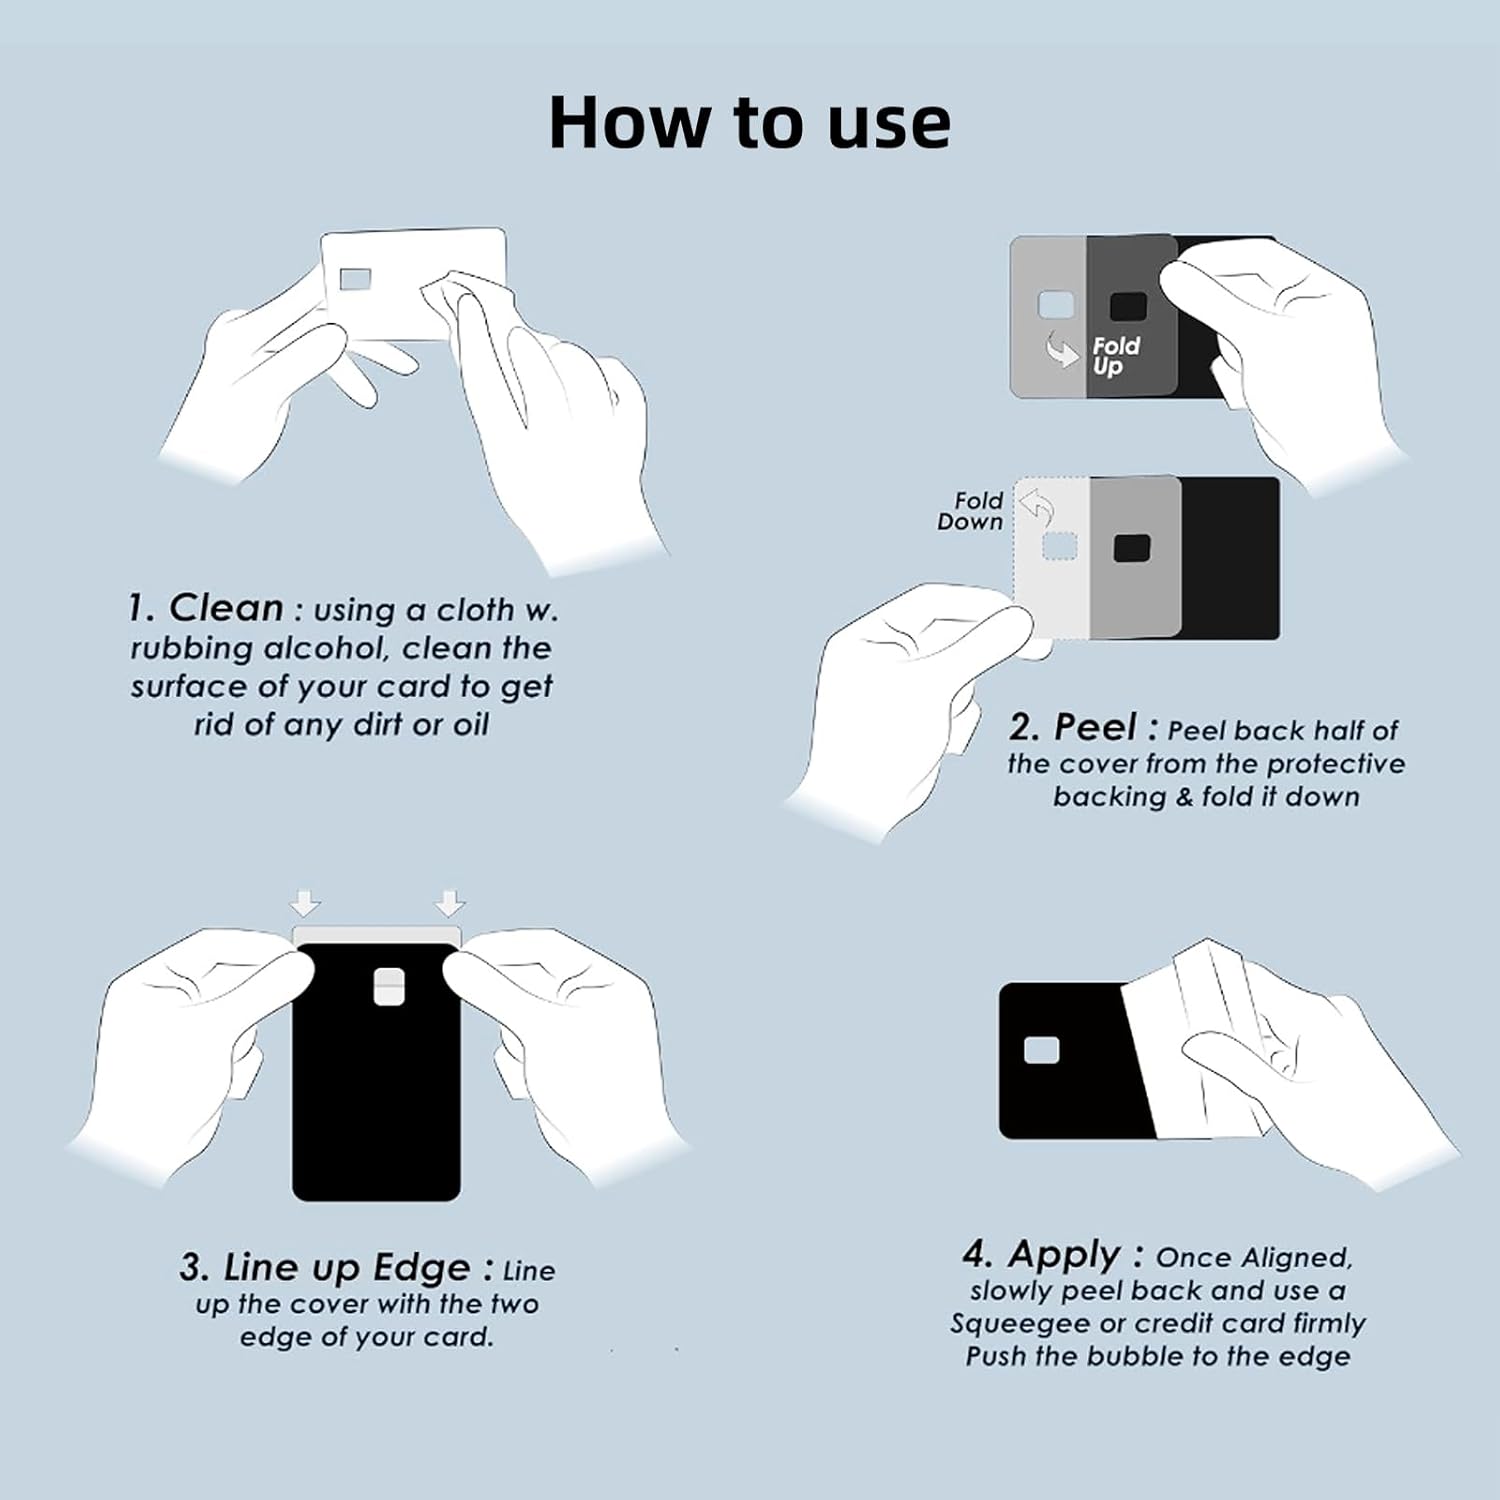 How to use
1. Clean : using a cloth w.
rubbing alcohol, clean the
surface of your card to get
rid of any dirt or oil
Fold
Up
Fold
Down
2. Peel : Peel back half of
the cover from the protective
backing & fold it down
3. Line up Edge : Line
up the cover with the two
edge of your card.
4. Apply : Once Aligned,
slowly peel back and use a
Squeegee or credit card firmly
Push the bubble to the edge